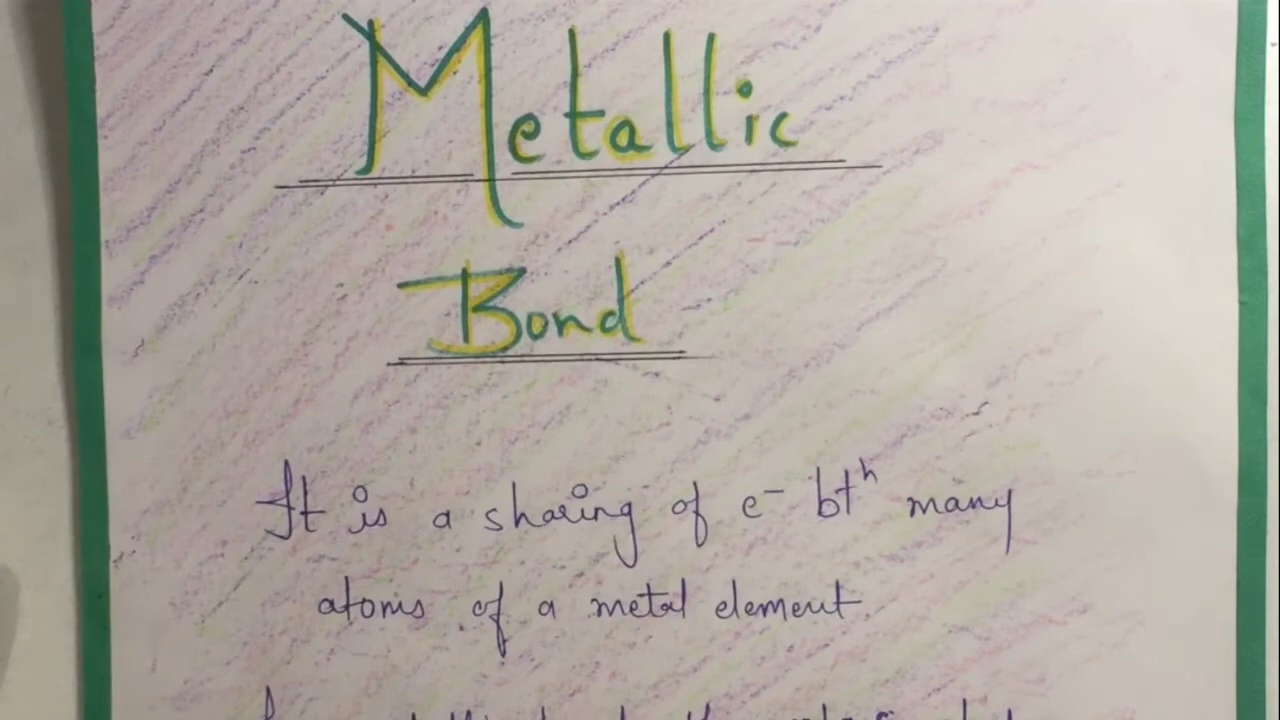 Metallic
Bond
It is a sharing of e⁻ btⁿ many
atoms of a metal element